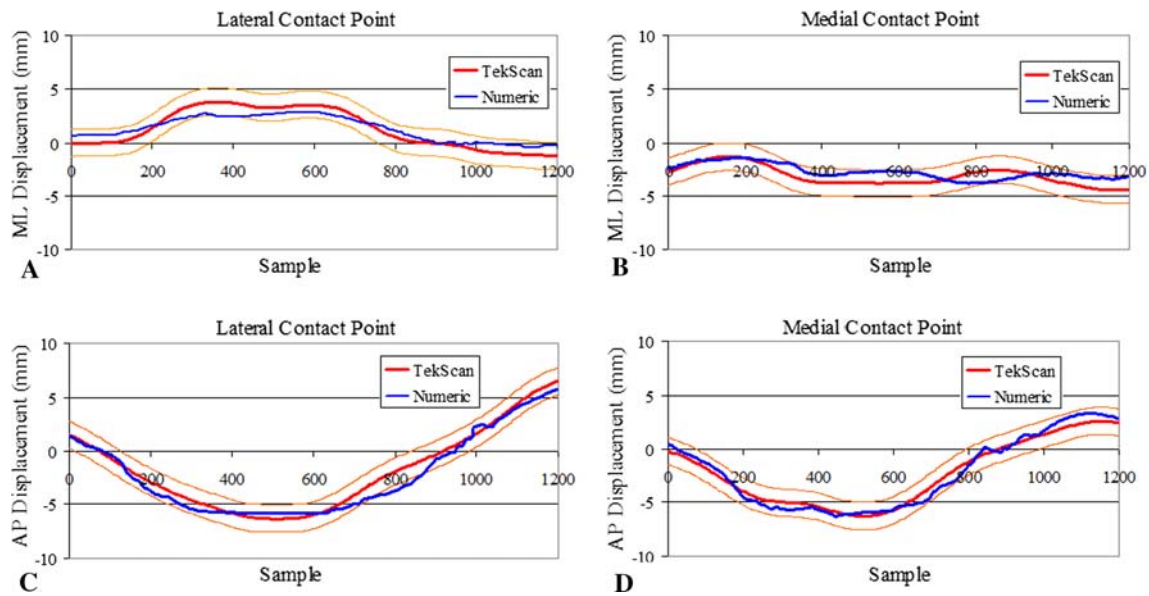 Lateral Contact Point
ML Displacement (mm)
10
5
0
-5
-10
0 200 400 600 800 1000 1200
TekScan
Numeric
Sample
A
Medial Contact Point
ML Displacement (mm)
10
5
0
-5
-10
0 200 400 600 800 1000 1200
TekScan
Numeric
Sample
B
Lateral Contact Point
AP Displacement (mm)
10
5
0
-5
-10
0 200 400 600 800 1000 1200
TekScan
Numeric
Sample
C
Medial Contact Point
AP Displacement (mm)
10
5
0
-5
-10
0 200 400 600 800 1000 1200
TekScan
Numeric
Sample
D